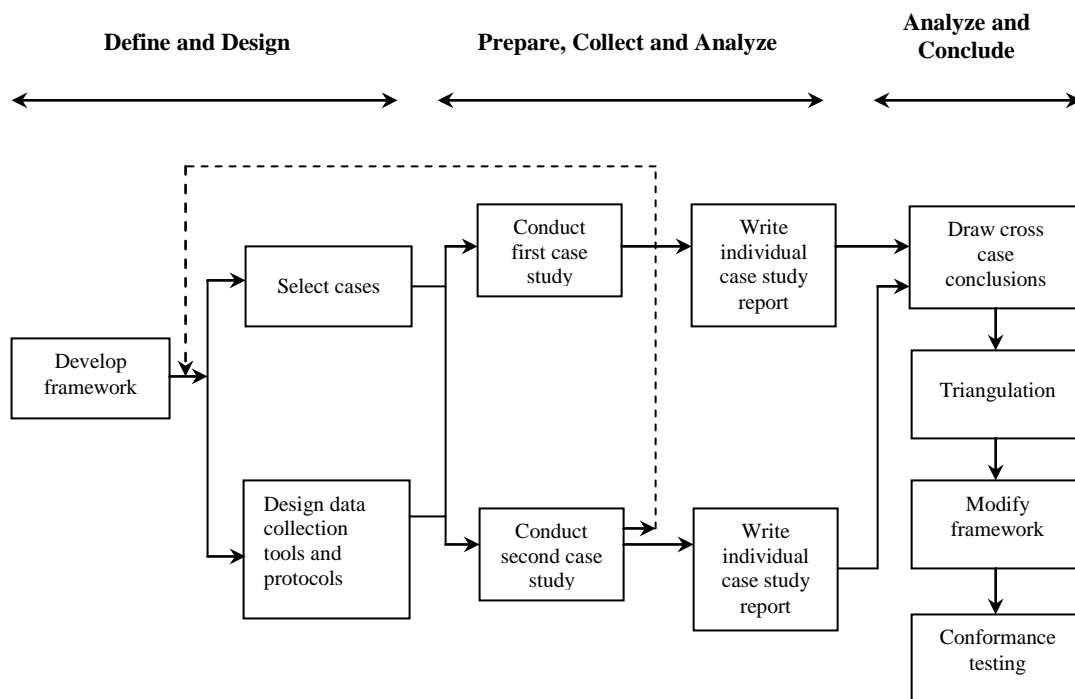 Define and Design
Prepare, Collect and Analyze
Analyze and
Conclude
Develop
framework
Select cases
Design data
collection
tools and
protocols
Conduct
first case
study
Conduct
second case
study
Write
individual
case study
report
Write
individual
case study
report
Draw cross
case
conclusions
Triangulation
Modify
framework
Conformance
testing